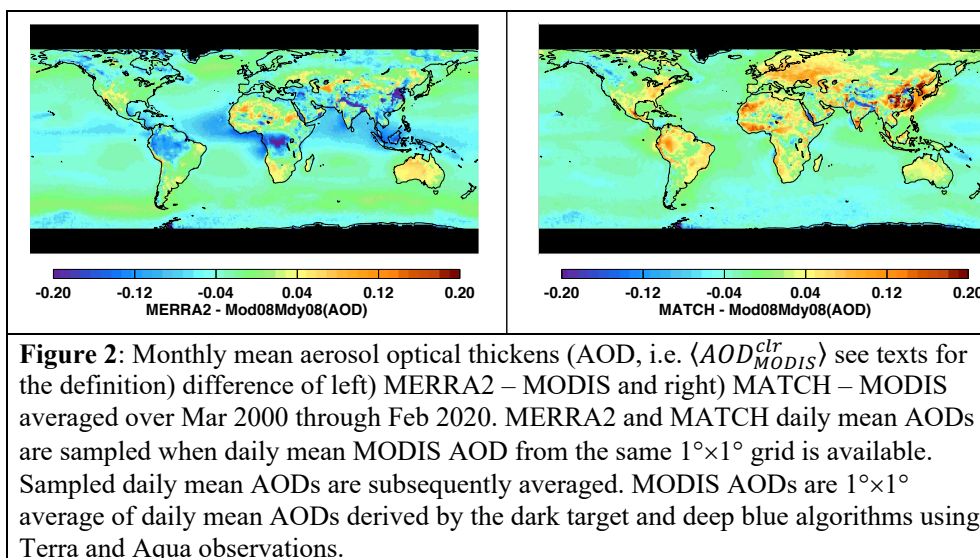 -0.20 -0.12 -0.04 0.04 0.12 0.20
MERRA2 - Mod08Mdy08(AOD)
-0.20 -0.12 -0.04 0.04 0.12 0.20
MATCH - Mod08Mdy08(AOD)
Figure 2: Monthly mean aerosol optical thickens (AOD, i.e. ⟨𝐴𝑂𝐷_{𝑀𝑂𝐷𝐼𝑆}^{𝑐𝑙𝑟}⟩ see texts for
the definition) difference of left) MERRA2 – MODIS and right) MATCH – MODIS
averaged over Mar 2000 through Feb 2020. MERRA2 and MATCH daily mean AODs
are sampled when daily mean MODIS AOD from the same 1°×1° grid is available.
Sampled daily mean AODs are subsequently averaged. MODIS AODs are 1°×1°
average of daily mean AODs derived by the dark target and deep blue algorithms using
Terra and Aqua observations.